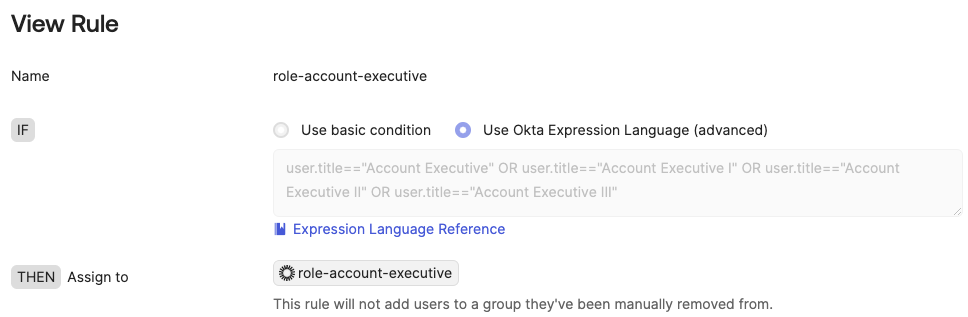 View Rule
Name role-account-executive
IF Use basic condition Use Okta Expression Language (advanced)
user.title=="Account Executive" OR user.title=="Account Executive I" OR user.title=="Account
Executive II" OR user.title=="Account Executive III"
Expression Language Reference
THEN Assign to role-account-executive
This rule will not add users to a group they've been manually removed from.